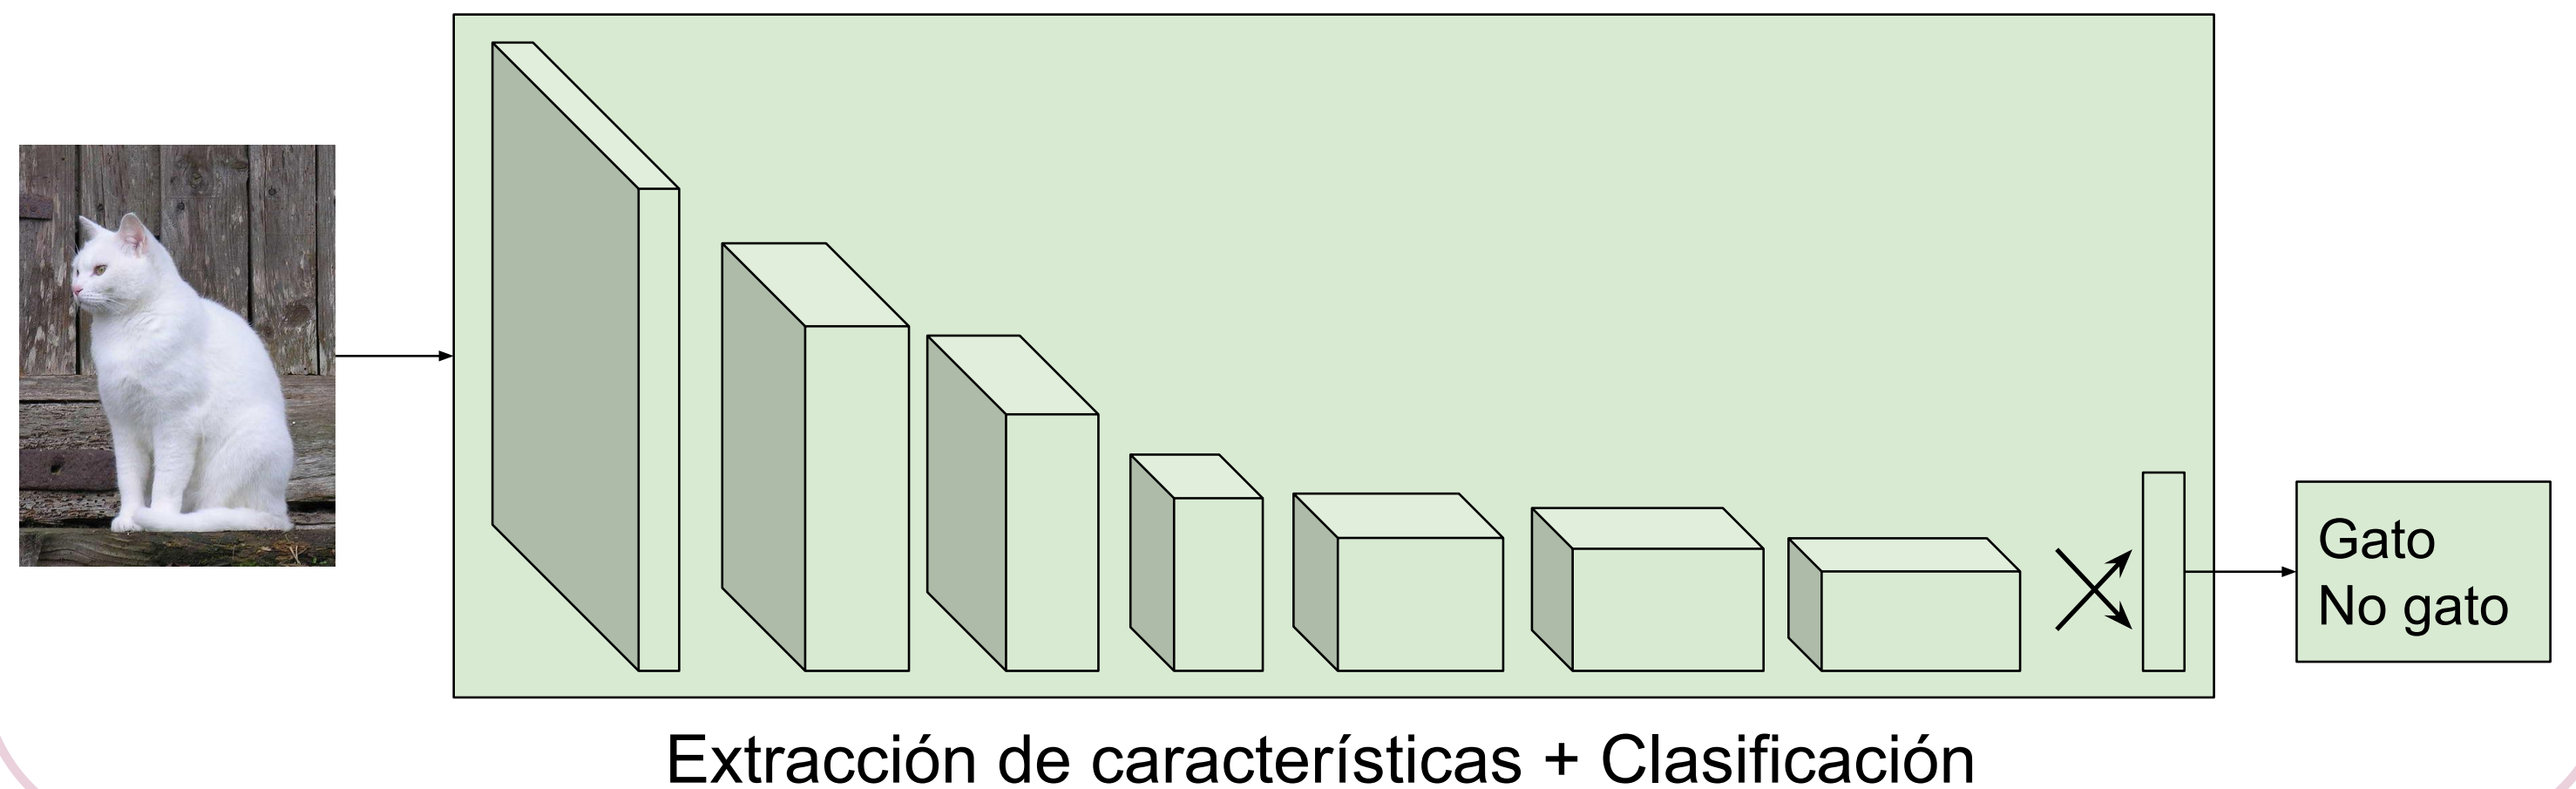 Gato
No gato
Extracción de características + Clasificación